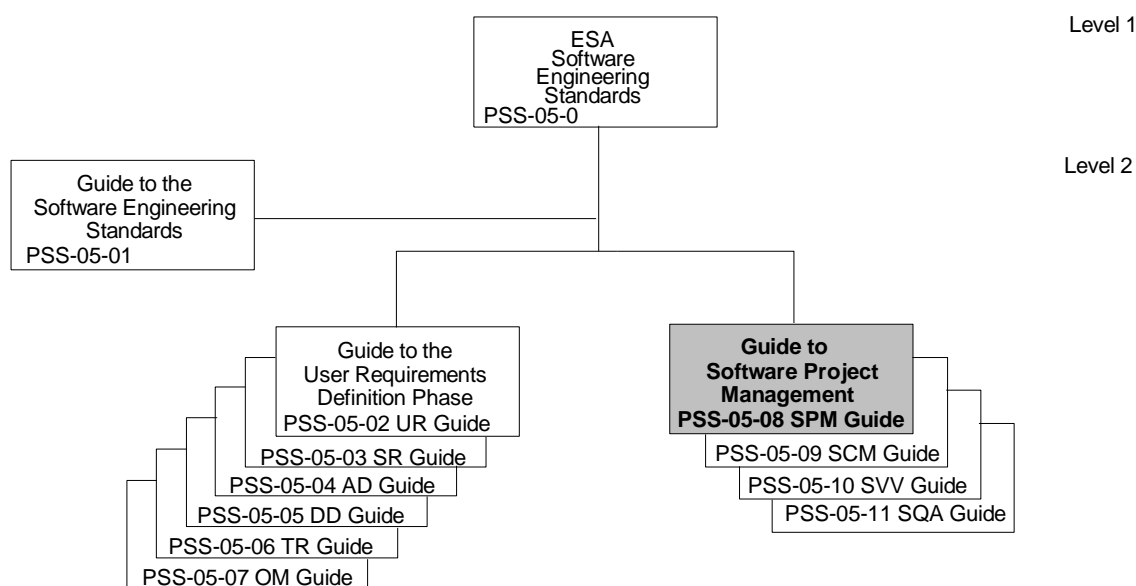 Level 1
ESA
Software
Engineering
Standards
PSS-05-0
Level 2
Guide to the
Software Engineering
Standards
PSS-05-01
Guide to the
User Requirements
Definition Phase
PSS-05-02 UR Guide
PSS-05-03 SR Guide
PSS-05-04 AD Guide
PSS-05-05 DD Guide
PSS-05-06 TR Guide
PSS-05-07 OM Guide
Guide to
Software Project
Management
PSS-05-08 SPM Guide
PSS-05-09 SCM Guide
PSS-05-10 SVV Guide
PSS-05-11 SQA Guide